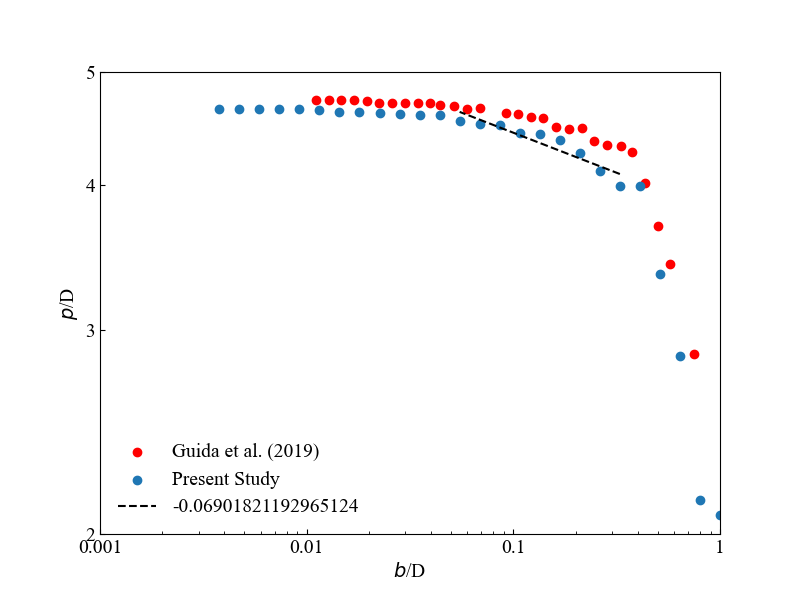 5
4
3
2
p/D
Guida et al. (2019)
Present Study
-0.06901821192965124
0.001
0.01
0.1
1
b/D